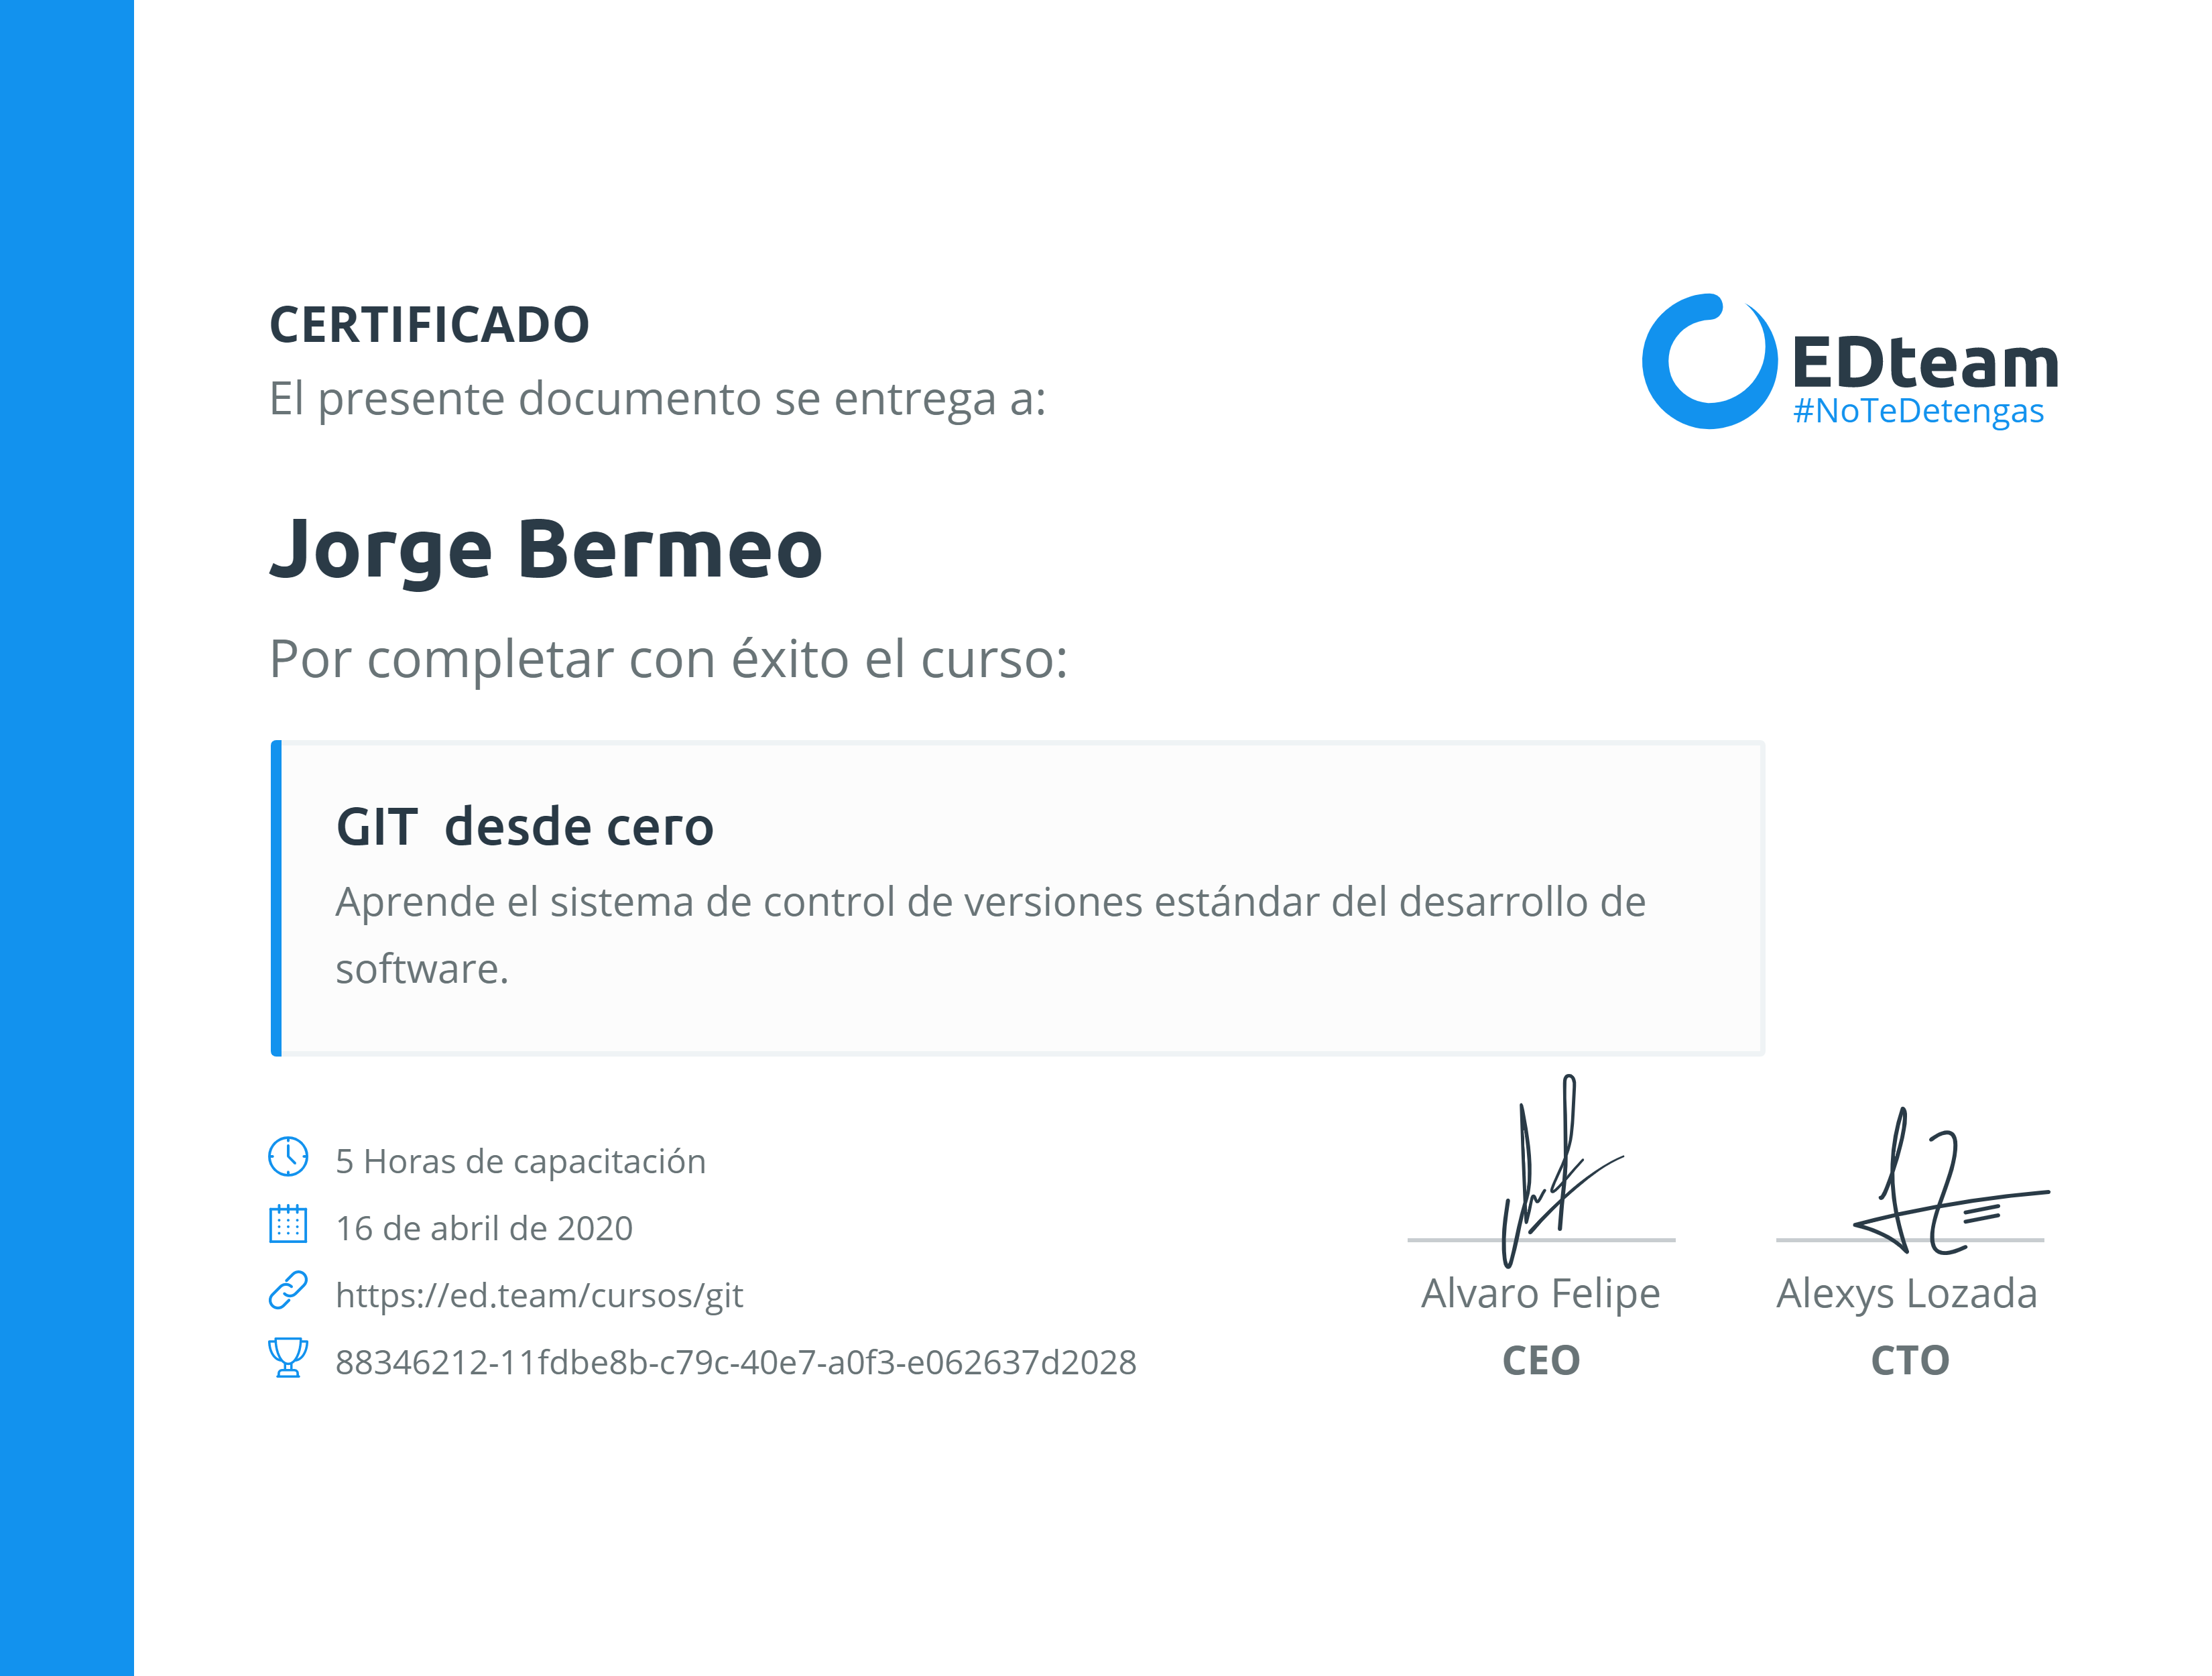 CERTIFICADO
El presente documento se entrega a:
EDteam
#NoTeDetengas
Jorge Bermeo
Por completar con éxito el curso:
GIT desde cero
Aprende el sistema de control de versiones estándar del desarrollo de
software.
5 Horas de capacitación
16 de abril de 2020
https://ed.team/cursos/git
88346212-11fdbe8b-c79c-40e7-a0f3-e062637d2028
Alvaro Felipe
CEO
Alexys Lozada
CTO